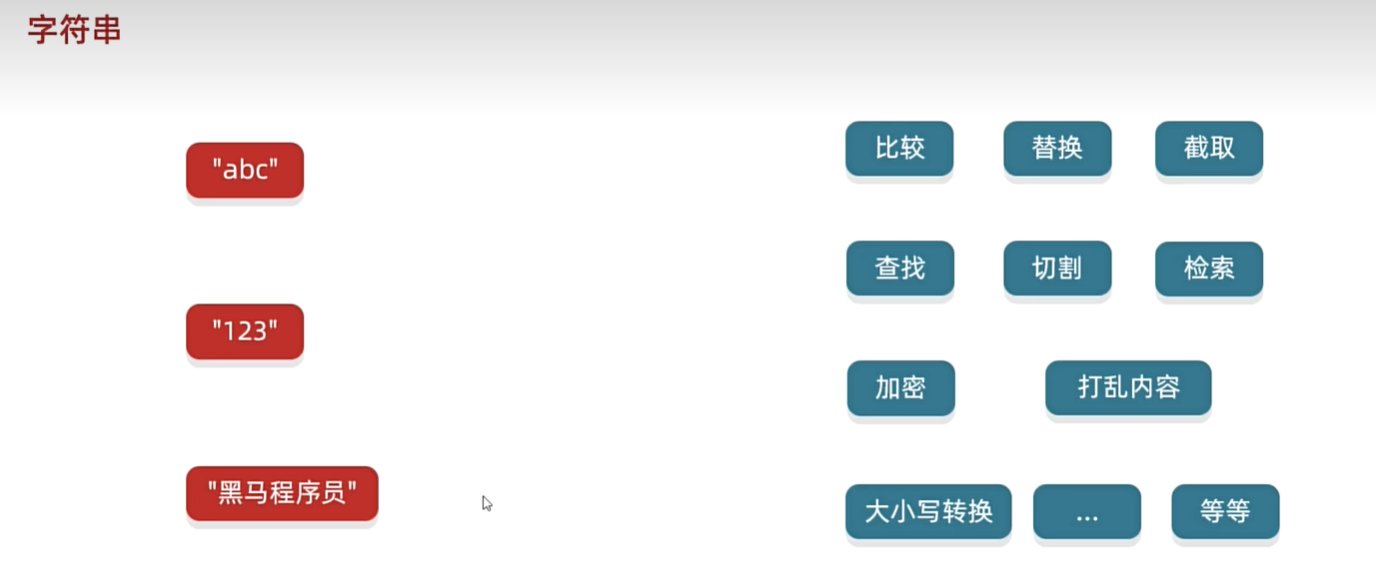 字符串
"abc"
"123"
"黑马程序员"
比较 替换 截取
查找 切割 检索
加密 打乱内容
大小写转换 ... 等等